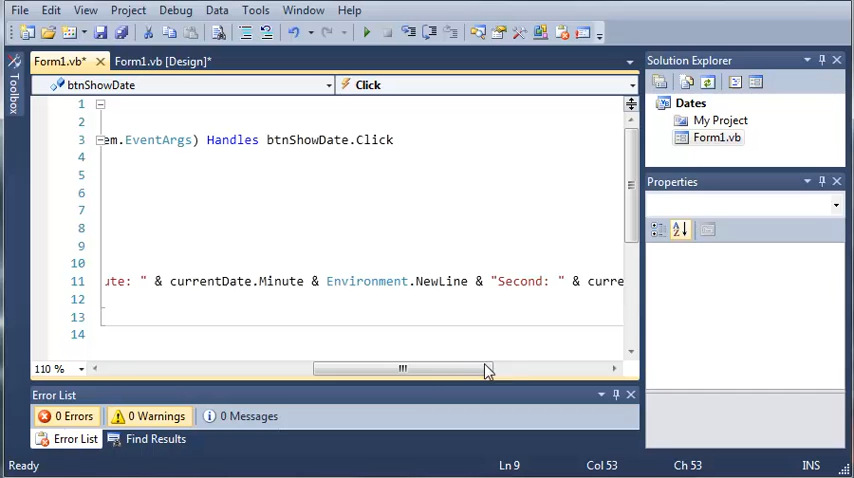 File Edit View Project Debug Data Tools Window Help
Form1.vb* Form1.vb [Design]*
Solution Explorer
Toolbox
btnShowDate Click
Dates
My Project
Form1.vb
1
2
3 em.EventArgs) Handles btnShowDate.Click
4
5
6
7
8
9
10
11 ute: " & currentDate.Minute & Environment.NewLine & "Second: " & curre
12
13
14
Properties
110 %
Error List
0 Errors 0 Warnings 0 Messages
Error List Find Results
Ready Ln 9 Col 53 Ch 53 INS